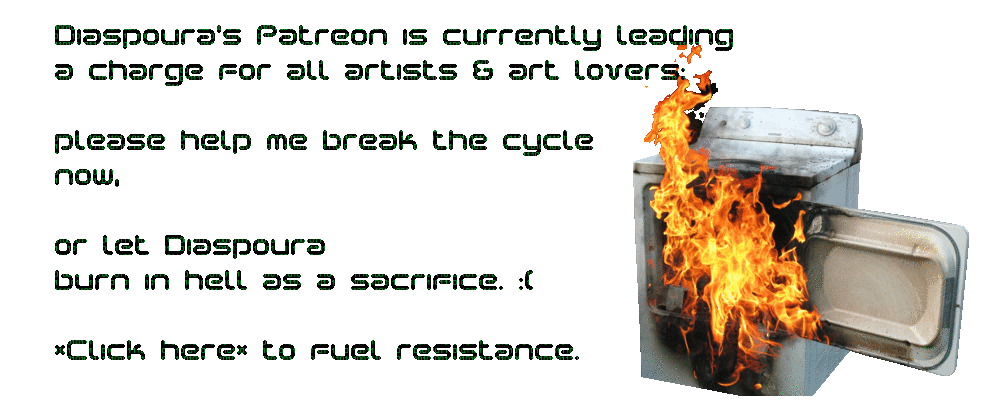 Diaspoura's Patreon is currently leading
a charge for all artists & art lovers:
please help me break the cycle
now,
or let Diaspoura
burn in hell as a sacrifice. :(
*Click here* to fuel resistance.